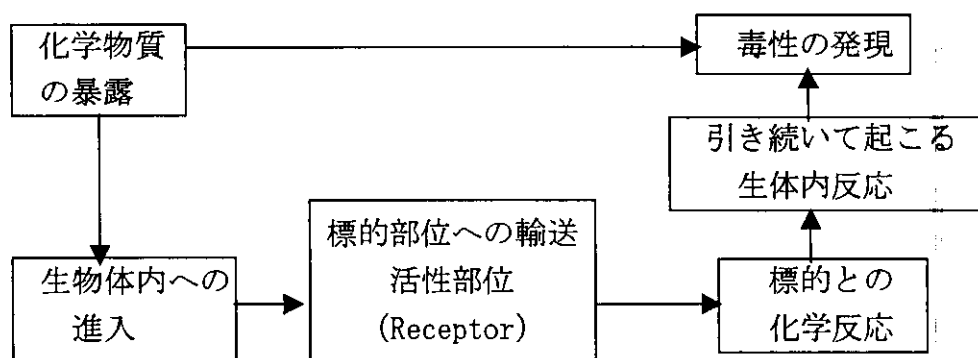 化学物質
の暴露
毒性の発現
引き続いて起こる
生体内反応
生物体内への
進入
標的部位への輸送
活性部位
(Receptor)
標的との
化学反応